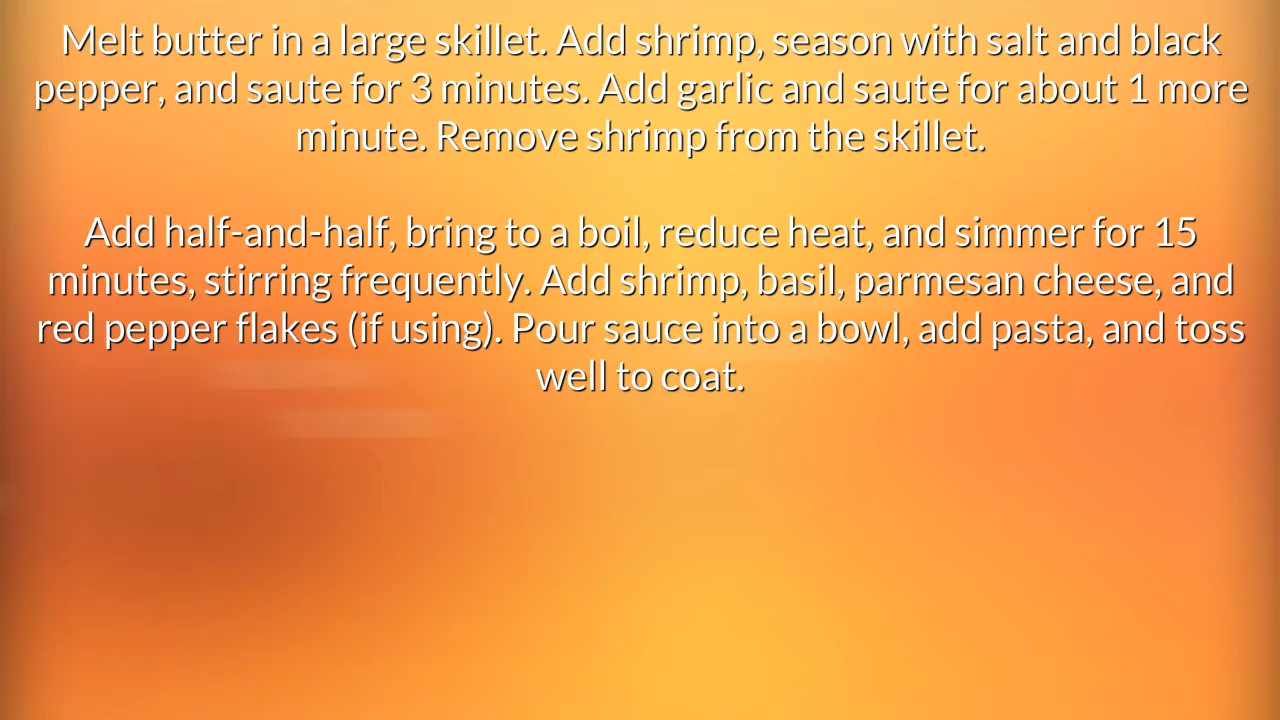 Melt butter in a large skillet. Add shrimp, season with salt and black
pepper, and saute for 3 minutes. Add garlic and saute for about 1 more
minute. Remove shrimp from the skillet.
Add half-and-half, bring to a boil, reduce heat, and simmer for 15
minutes, stirring frequently. Add shrimp, basil, parmesan cheese, and
red pepper flakes (if using). Pour sauce into a bowl, add pasta, and toss
well to coat.